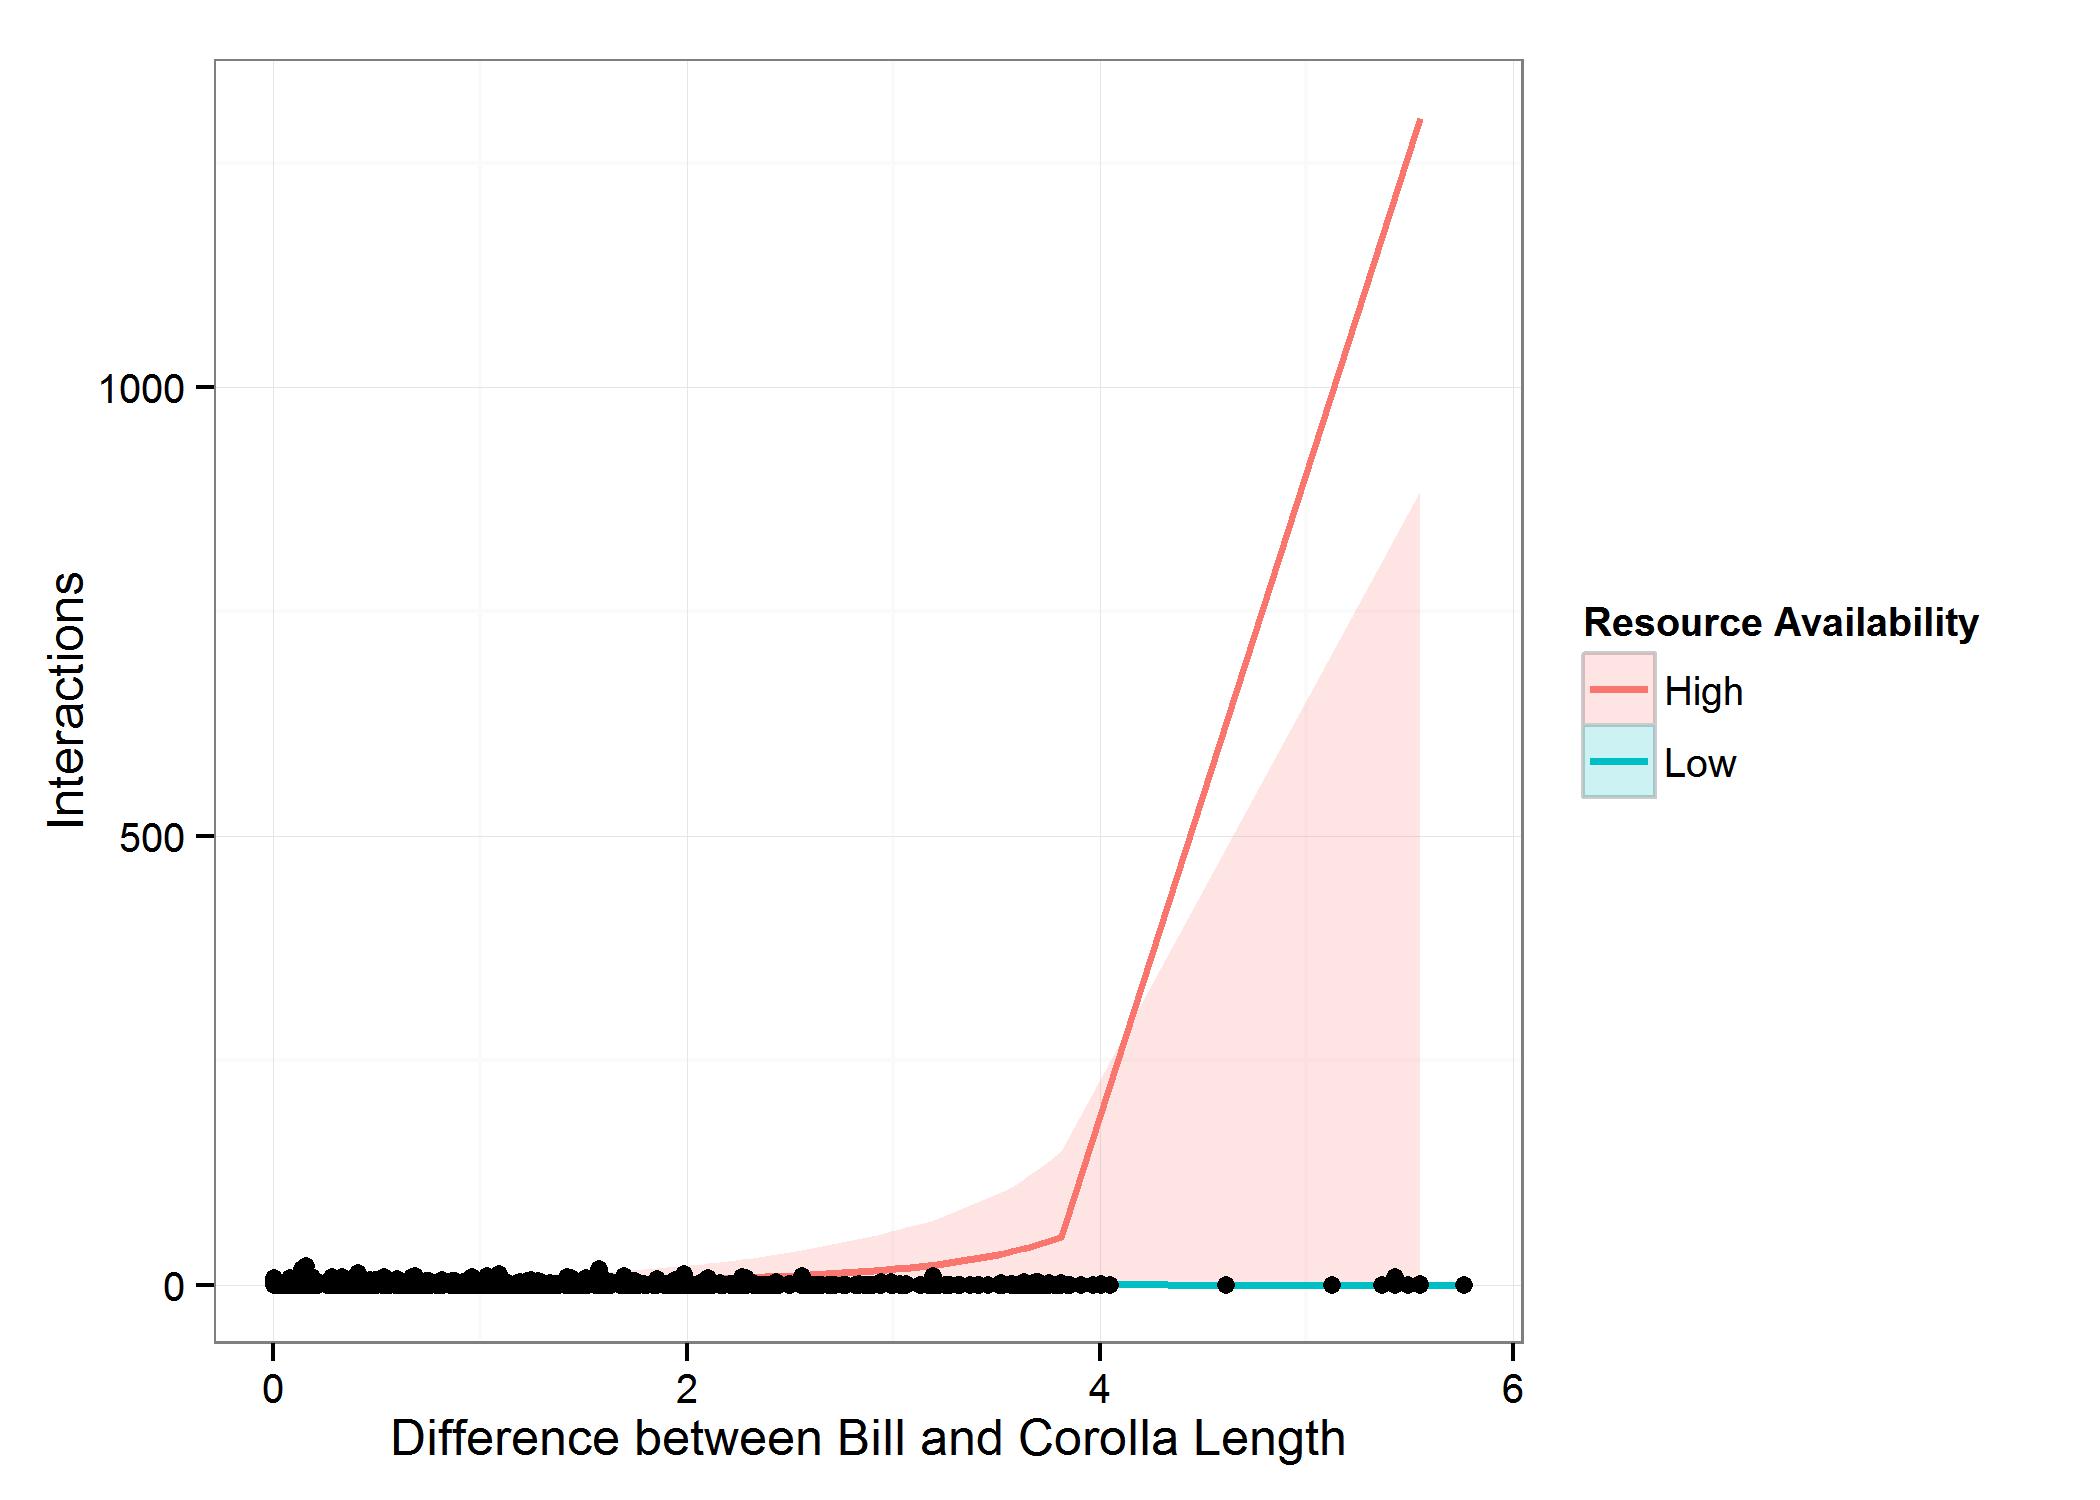 Interactions
1000
500
0
0 2 4 6
Difference between Bill and Corolla Length
Resource Availability
High
Low